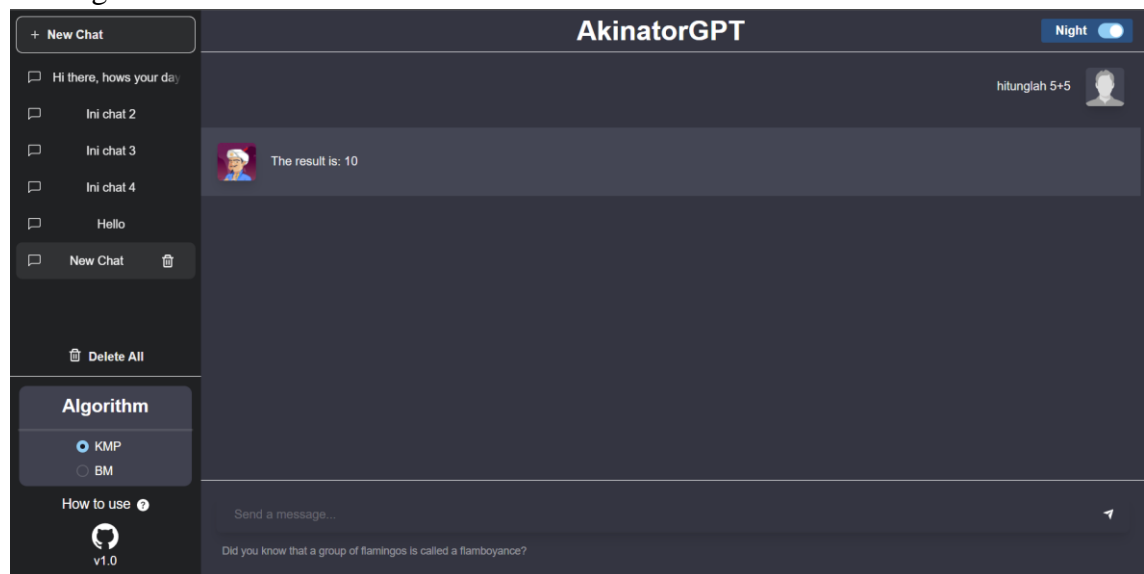 + New Chat
Hi there, hows your day
Ini chat 2
Ini chat 3
Ini chat 4
Hello
New Chat
Delete All
Algorithm
KMP
BM
How to use ?
v1.0
AkinatorGPT
Night
hitunglah 5+5
The result is: 10
Send a message...
Did you know that a group of flamingos is called a flamboyance?